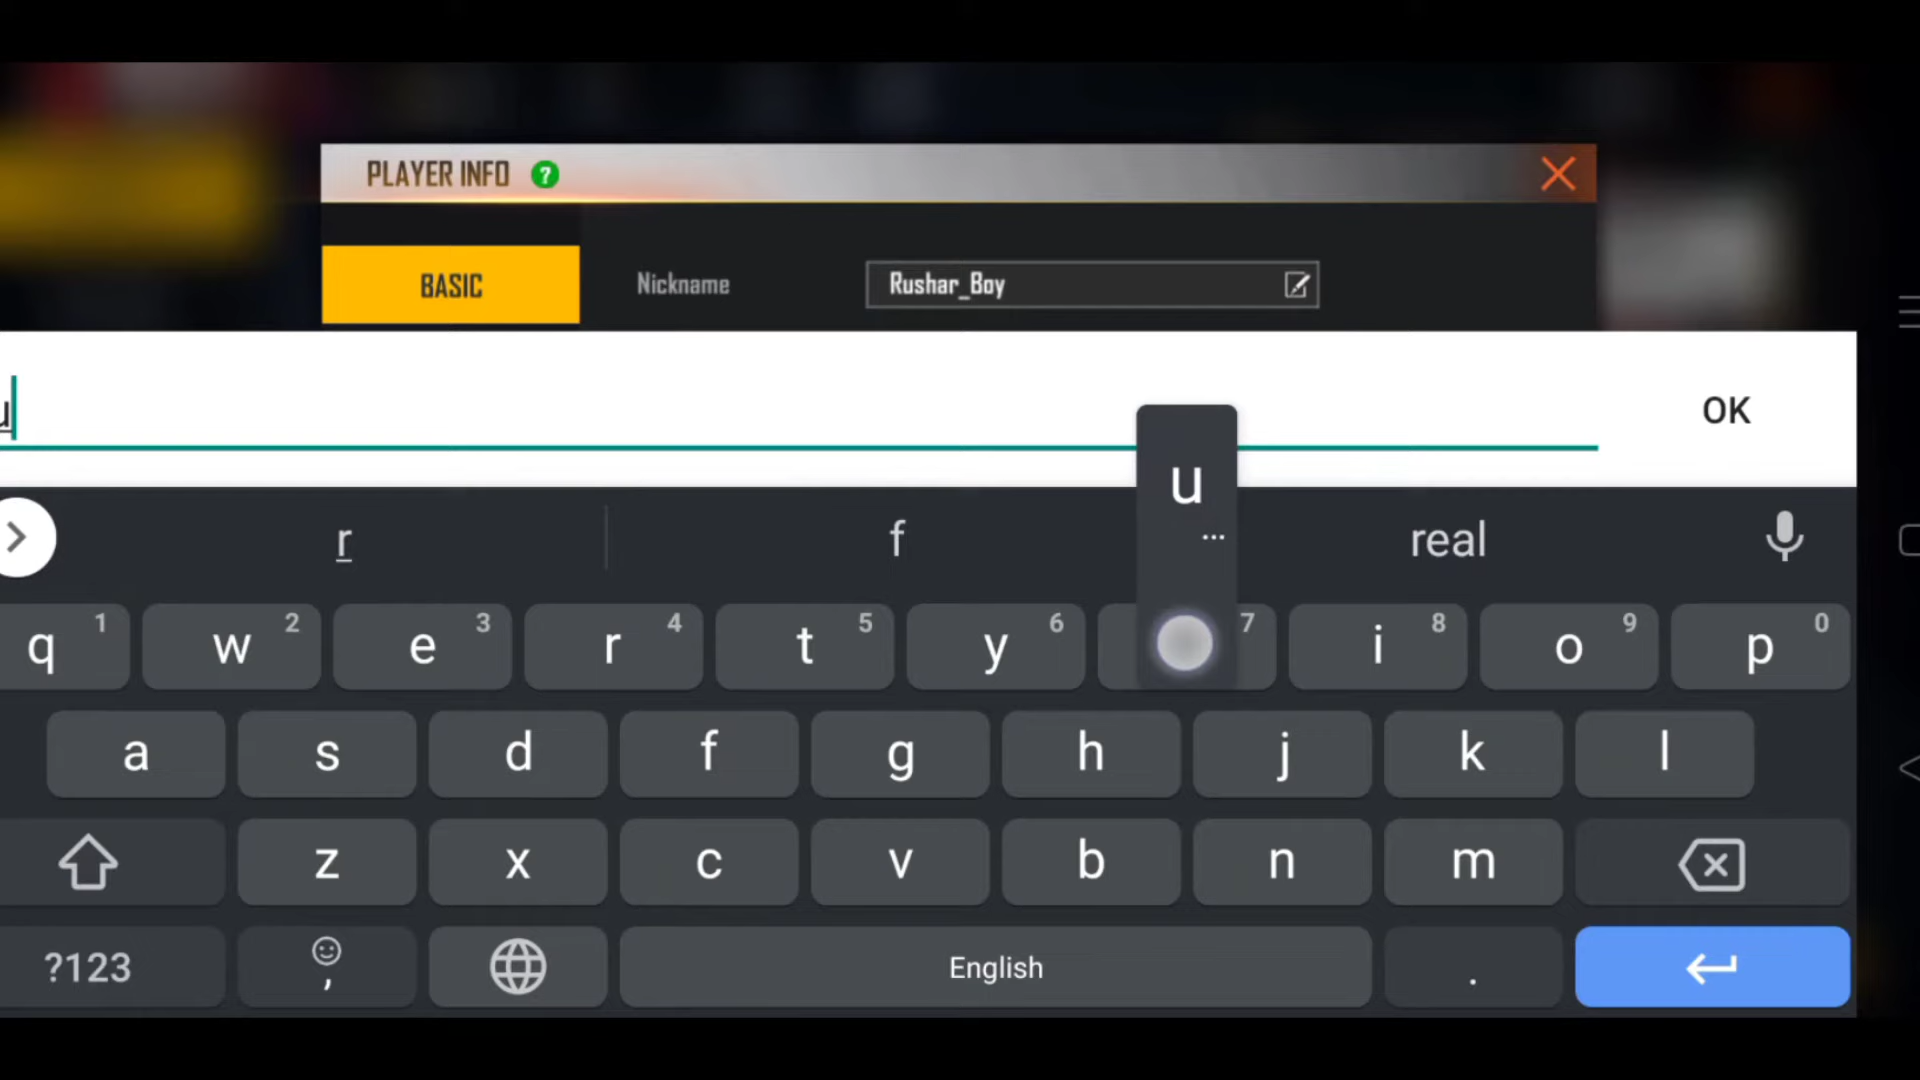 PLAYER INFO ?
BASIC Nickname Rushar_Boy
u OK
u
...
r f real
q 1 w 2 e 3 r 4 t 5 y 6 7 i 8 o 9 p 0
a s d f g h j k l
z x c v b n m
?123 , English .